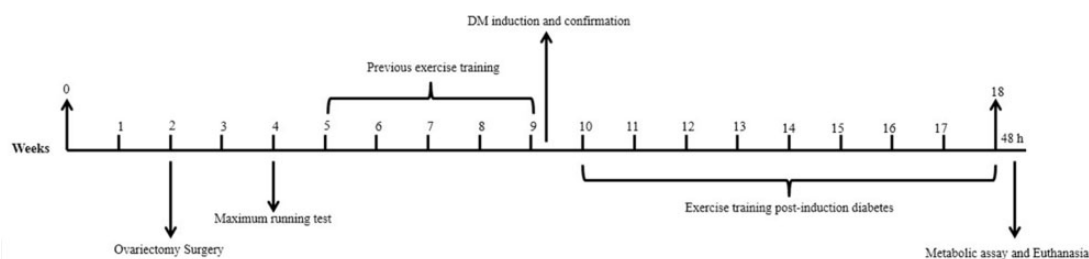 DM induction and confirmation
Previous exercise training
0
18
1 2 3 4 5 6 7 8 9 10 11 12 13 14 15 16 17
Weeks
48 h
Maximum running test
Exercise training post-induction diabetes
Ovariectomy Surgery
Metabolic assay and Euthanasia